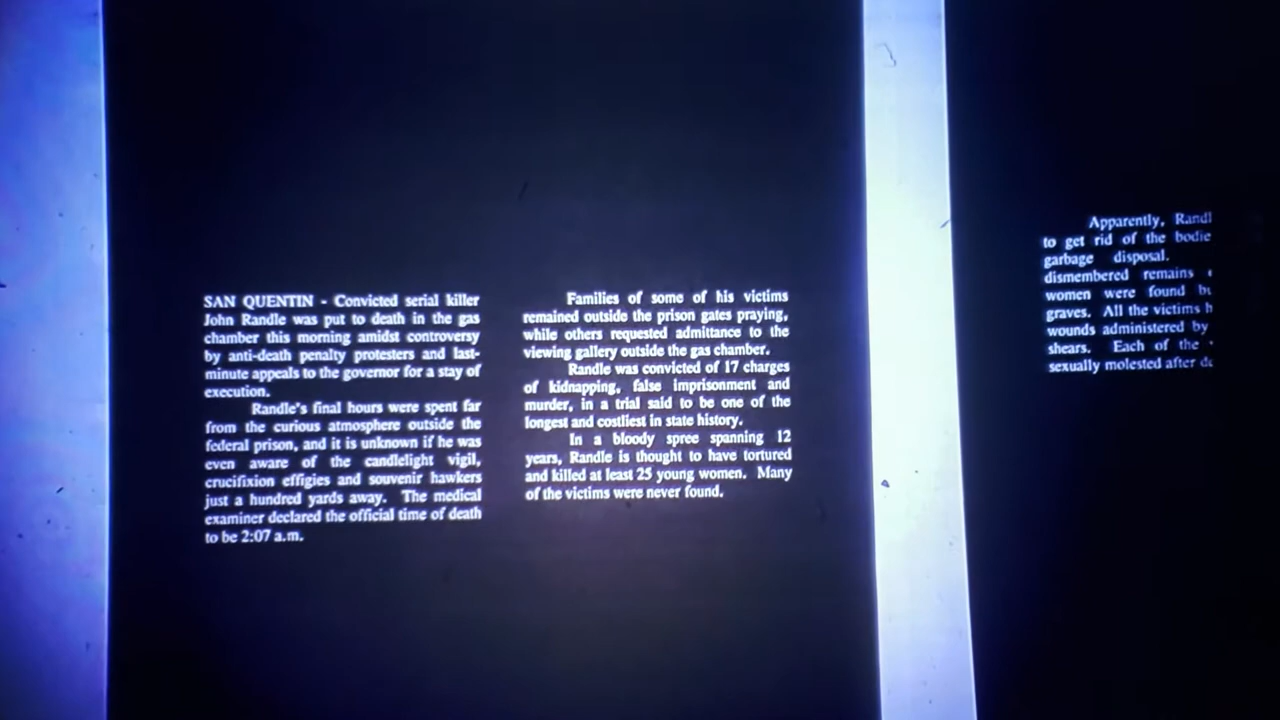 SAN QUENTIN - Convicted serial killer
John Randle was put to death in the gas
chamber this morning amidst controversy
by anti-death penalty protesters and last-
minute appeals to the governor for a stay of
execution.
Randle's final hours were spent far
from the curious atmosphere outside the
federal prison, and it is unknown if he was
even aware of the candlelight vigil,
crucifixion effigies and souvenir hawkers
just a hundred yards away. The medical
examiner declared the official time of death
to be 2:07 a.m.
Families of some of his victims
remained outside the prison gates praying,
while others requested admittance to the
viewing gallery outside the gas chamber.
Randle was convicted of 17 charges
of kidnapping, false imprisonment and
murder, in a trial said to be one of the
longest and costliest in state history.
In a bloody spree spanning 12
years, Randle is thought to have tortured
and killed at least 25 young women. Many
of the victims were never found.
Apparently,
to get rid of the
garbage disposal.
dismembered remains
women were found
graves. All the victims
wounds administered by
shears. Each of the
sexually molested after